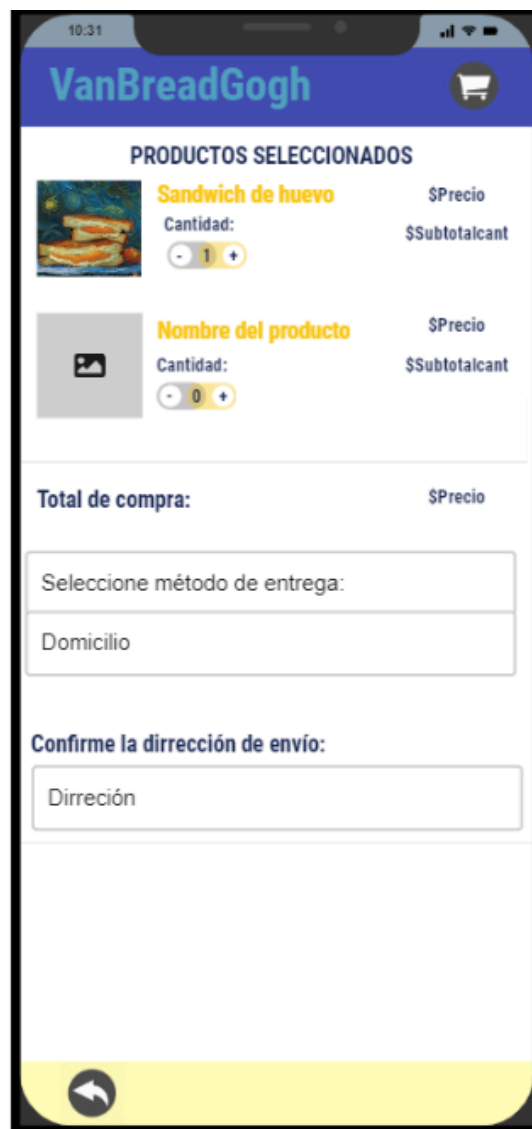 10:31
VanBreadGogh
PRODUCTOS SELECCIONADOS
Sandwich de huevo
$Precio
Cantidad:
$Subtotalcant
- 1 +
Nombre del producto
$Precio
Cantidad:
$Subtotalcant
- 0 +
Total de compra:
$Precio
Seleccione método de entrega:
Domicilio
Confirme la dirrección de envío:
Dirreción